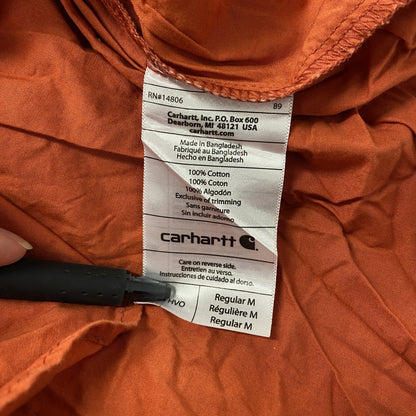 RN#14806 89
Carhartt, Inc. P.O. Box 600
Dearborn, MI 48121 USA
carhartt.com
Made in Bangladesh
Fabriqué au Bangladesh
Hecho en Bangladesh
100% Cotton
100% Coton
100% Algodón
Exclusive of trimming
Sans garniture
Sin incluir adorno
carhartt
Care on reverse side.
Entretien au verso.
Instrucciones de cuidado al dorso.
Regular M
Régulière M
Regular M